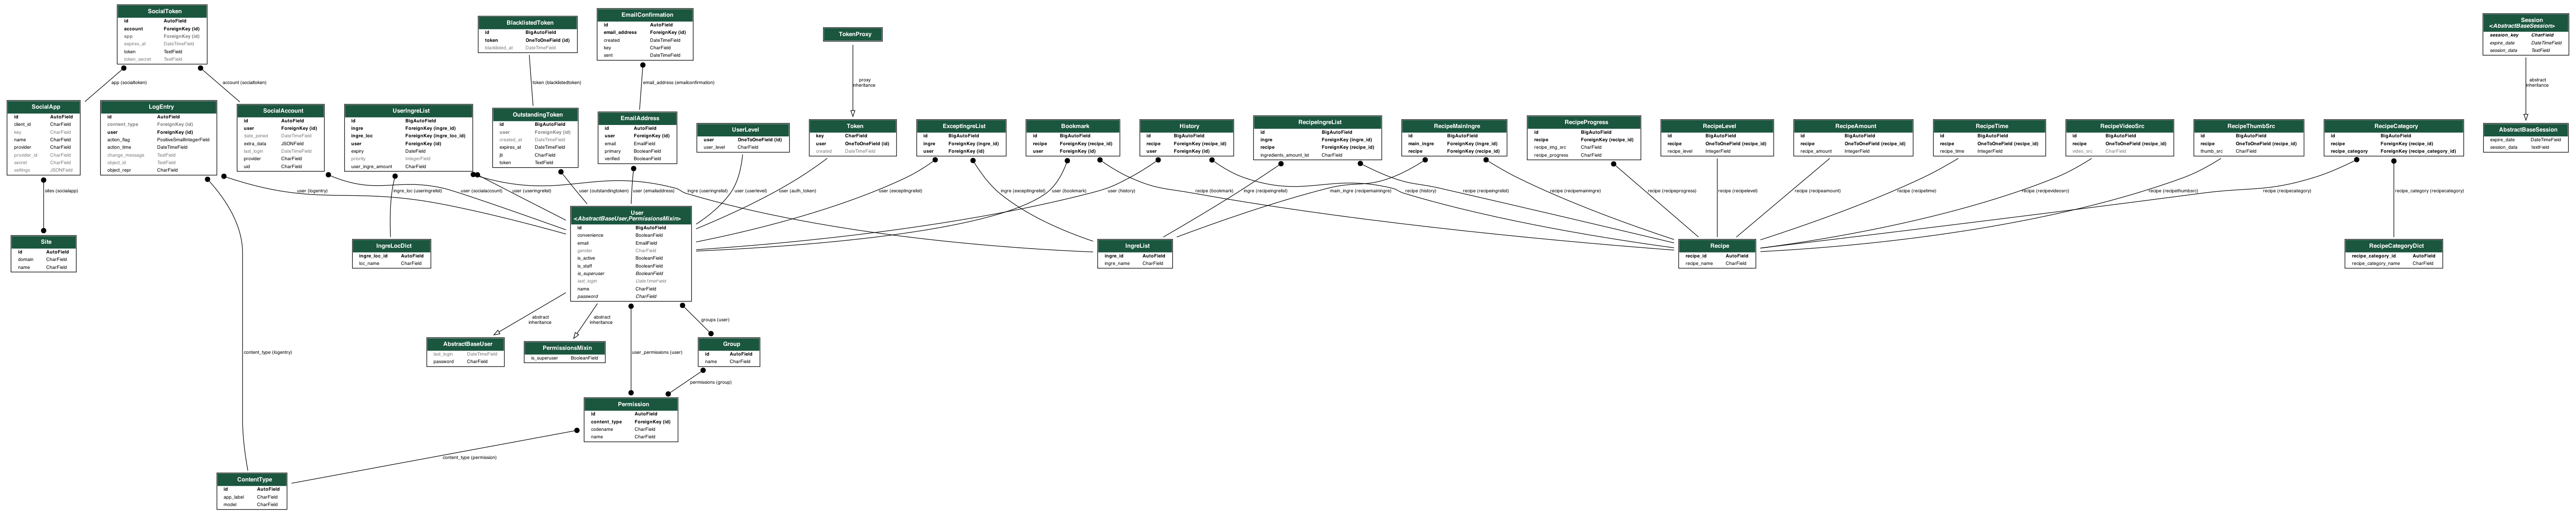 SocialToken
id AutoField
account ForeignKey (id)
app ForeignKey (id)
expires_at DateTimeField
token TextField
token_secret TextField
BlacklistedToken
id BigAutoField
token OneToOneField (id)
blacklisted_at DateTimeField
EmailConfirmation
id AutoField
email_address ForeignKey (id)
created DateTimeField
key CharField
sent DateTimeField
TokenProxy
Session
<AbstractBaseSession>
session_key CharField
expire_date DateTimeField
session_data TextField
app (socialtoken)
account (socialtoken)
token (blacklistedtoken)
email_address (emailconfirmation)
proxy
inheritance
abstract
inheritance
SocialApp
id AutoField
client_id CharField
key CharField
name CharField
provider CharField
provider_id CharField
secret CharField
settings JSONField
LogEntry
id AutoField
content_type ForeignKey (id)
user ForeignKey (id)
action_flag PositiveSmallIntegerField
action_time DateTimeField
change_message TextField
object_id TextField
object_repr CharField
SocialAccount
id AutoField
user ForeignKey (id)
date_joined DateTimeField
extra_data JSONField
last_login DateTimeField
provider CharField
uid CharField
UserIngreList
id BigAutoField
ingre ForeignKey (ingre_id)
ingre_loc ForeignKey (ingre_loc_id)
user ForeignKey (id)
expiry DateField
priority IntegerField
user_ingre_amount CharField
OutstandingToken
id BigAutoField
user ForeignKey (id)
created_at DateTimeField
expires_at DateTimeField
jti CharField
token TextField
EmailAddress
id AutoField
user ForeignKey (id)
email EmailField
primary BooleanField
verified BooleanField
UserLevel
user OneToOneField (id)
user_level CharField
Token
key CharField
user OneToOneField (id)
created DateTimeField
ExceptIngreList
id BigAutoField
ingre ForeignKey (ingre_id)
user ForeignKey (id)
Bookmark
id BigAutoField
recipe ForeignKey (recipe_id)
user ForeignKey (id)
History
id BigAutoField
recipe ForeignKey (recipe_id)
user ForeignKey (id)
RecipeIngreList
id BigAutoField
ingre ForeignKey (ingre_id)
recipe ForeignKey (recipe_id)
ingredients_amount_lst CharField
RecipeMainIngre
id BigAutoField
main_ingre ForeignKey (ingre_id)
recipe ForeignKey (recipe_id)
RecipeProgress
id BigAutoField
recipe ForeignKey (recipe_id)
recipe_img_src CharField
recipe_progress CharField
RecipeLevel
id BigAutoField
recipe OneToOneField (recipe_id)
recipe_level IntegerField
RecipeAmount
id BigAutoField
recipe OneToOneField (recipe_id)
recipe_amount IntegerField
RecipeTime
id BigAutoField
recipe OneToOneField (recipe_id)
recipe_time IntegerField
RecipeVideoSrc
id BigAutoField
recipe OneToOneField (recipe_id)
video_src CharField
RecipeThumbSrc
id BigAutoField
recipe OneToOneField (recipe_id)
thumb_src CharField
RecipeCategory
id BigAutoField
recipe ForeignKey (recipe_id)
recipe_category ForeignKey (recipe_category_id)
AbstractBaseSession
expire_date DateTimeField
session_data TextField
sites (socialapp)
user (logentry)
ingre_loc (useringrelist)
user (socialaccount)
user (useringrelist)
user (outstandingtoken)
user (emailaddress)
ingre (useringrelist)
user (userlevel)
user (auth_token)
user (exceptingrelist)
ingre (exceptingrelist)
user (bookmark)
user (history)
recipe (bookmark)
ingre (recipeingrelist)
main_ingre (recipemainingre)
recipe (history)
recipe (recipeingrelist)
recipe (recipemainingre)
recipe (recipeprogress)
recipe (recipelevel)
recipe (recipeamount)
recipe (recipetime)
recipe (recipevideosrc)
recipe (recipethumbsrc)
recipe (recipecategory)
recipe_category (recipecategory)
Site
id AutoField
domain CharField
name CharField
IngreLocDict
ingre_loc_id AutoField
loc_name CharField
User
<AbstractBaseUser,PermissionsMixin>
id BigAutoField
convenience BooleanField
email EmailField
gender CharField
is_active BooleanField
is_staff BooleanField
is_superuser BooleanField
last_login DateTimeField
name CharField
password CharField
IngreList
ingre_id AutoField
ingre_name CharField
Recipe
recipe_id AutoField
recipe_name CharField
RecipeCategoryDict
recipe_category_id AutoField
recipe_category_name CharField
abstract
inheritance
abstract
inheritance
groups (user)
content_type (logentry)
user_permissions (user)
AbstractBaseUser
last_login DateTimeField
password CharField
PermissionsMixin
is_superuser BooleanField
Group
id AutoField
name CharField
permissions (group)
Permission
id AutoField
content_type ForeignKey (id)
codename CharField
name CharField
content_type (permission)
ContentType
id AutoField
app_label CharField
model CharField